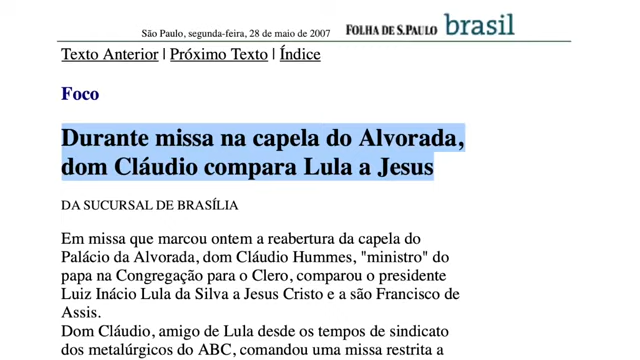 São Paulo, segunda-feira, 28 de maio de 2007 FOLHA DE S.PAULO brasil
Texto Anterior | Próximo Texto | Índice
Foco
Durante missa na capela do Alvorada,
dom Cláudio compara Lula a Jesus
DA SUCURSAL DE BRASÍLIA
Em missa que marcou ontem a reabertura da capela do
Palácio da Alvorada, dom Cláudio Hummes, "ministro" do
papa na Congregação para o Clero, comparou o presidente
Luiz Inácio Lula da Silva a Jesus Cristo e a são Francisco de
Assis.
Dom Cláudio, amigo de Lula desde os tempos de sindicato
dos metalúrgicos do ABC, comandou uma missa restrita a